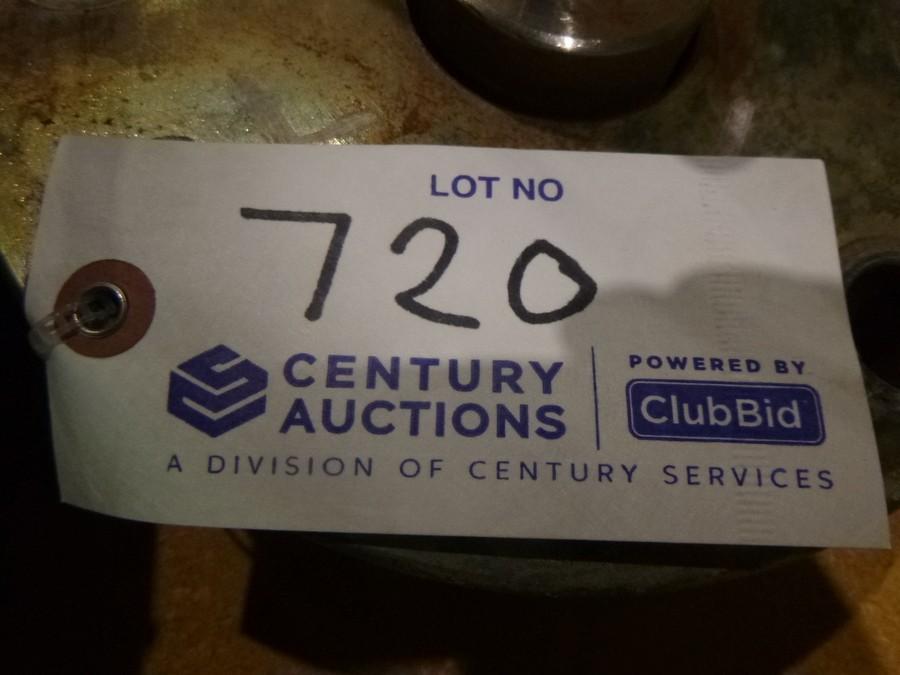 LOT NO
720
CENTURY AUCTIONS
POWERED BY
ClubBid
A DIVISION OF CENTURY SERVICES